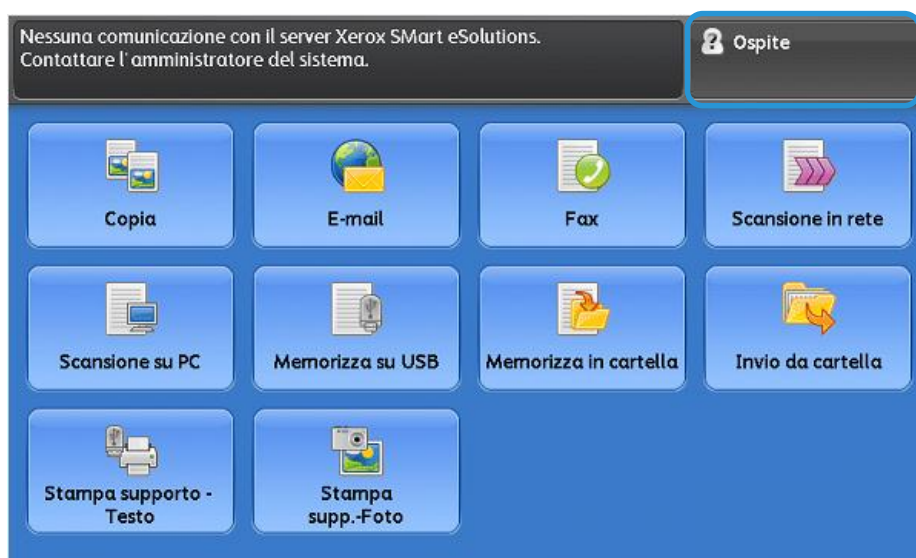 Nessuna comunicazione con il server Xerox SMart eSolutions.
Contattare l'amministratore del sistema.
Ospite
Copia
E-mail
Fax
Scansione in rete
Scansione su PC
Memorizza su USB
Memorizza in cartella
Invio da cartella
Stampa supporto -
Testo
Stampa
supp.-Foto